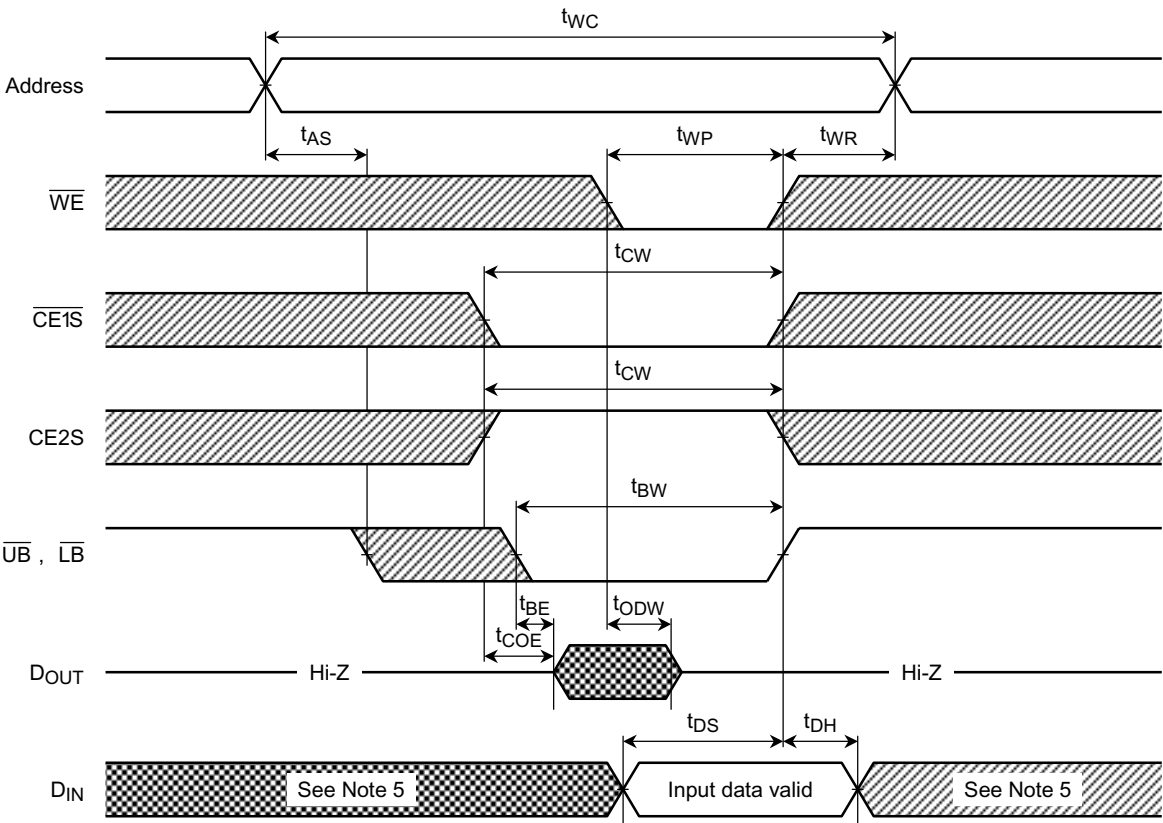 tWC
Address
tAS
tWP
tWR
WE
tCW
CE1S
tCW
CE2S
tBW
UB , LB
tBE
tODW
tCOE
DOUT
Hi-Z
Hi-Z
tDS
tDH
DIN
See Note 5
Input data valid
See Note 5